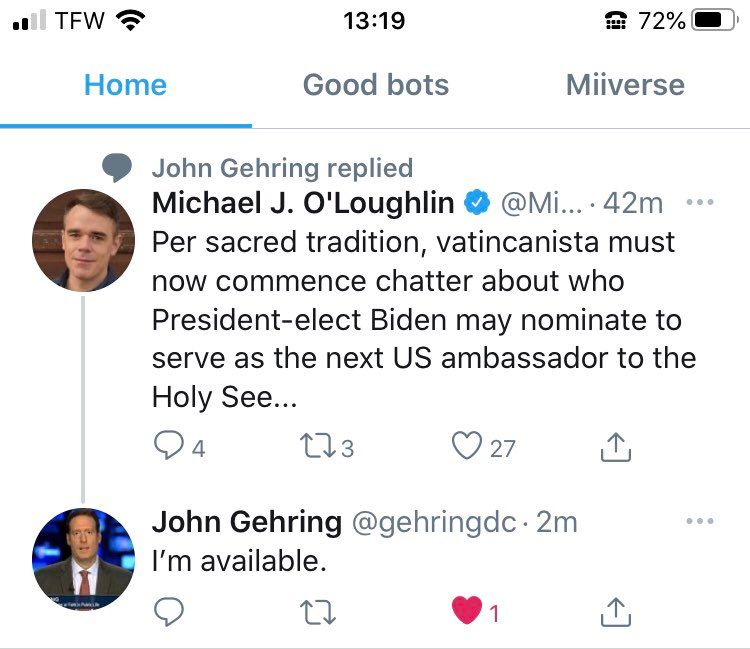 TFW 13:19 72%
Home Good bots Miiverse
John Gehring replied
Michael J. O'Loughlin @Mi... · 42m
Per sacred tradition, vatincanista must
now commence chatter about who
President-elect Biden may nominate to
serve as the next US ambassador to the
Holy See...
4 3 27
John Gehring @gehringdc · 2m
I'm available.
1